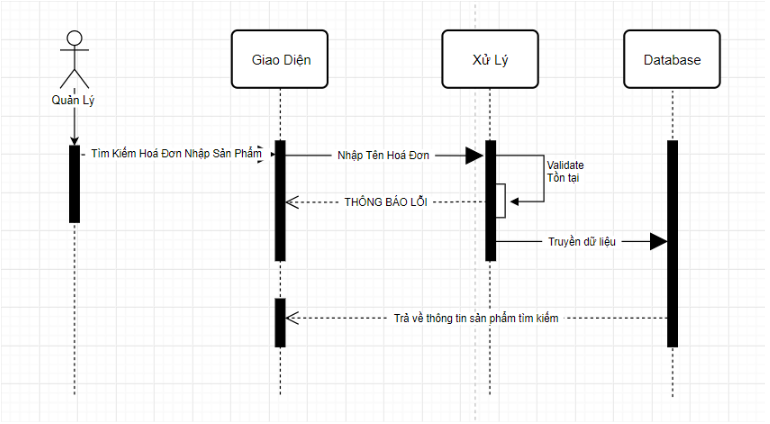 Giao Diện
Xử Lý
Database
Quản Lý
Tìm Kiếm Hoá Đơn Nhập Sản Phẩm
Nhập Tên Hoá Đơn
Validate
Tồn tại
THÔNG BÁO LỖI
Truyền dữ liệu
Trả về thông tin sản phẩm tìm kiếm